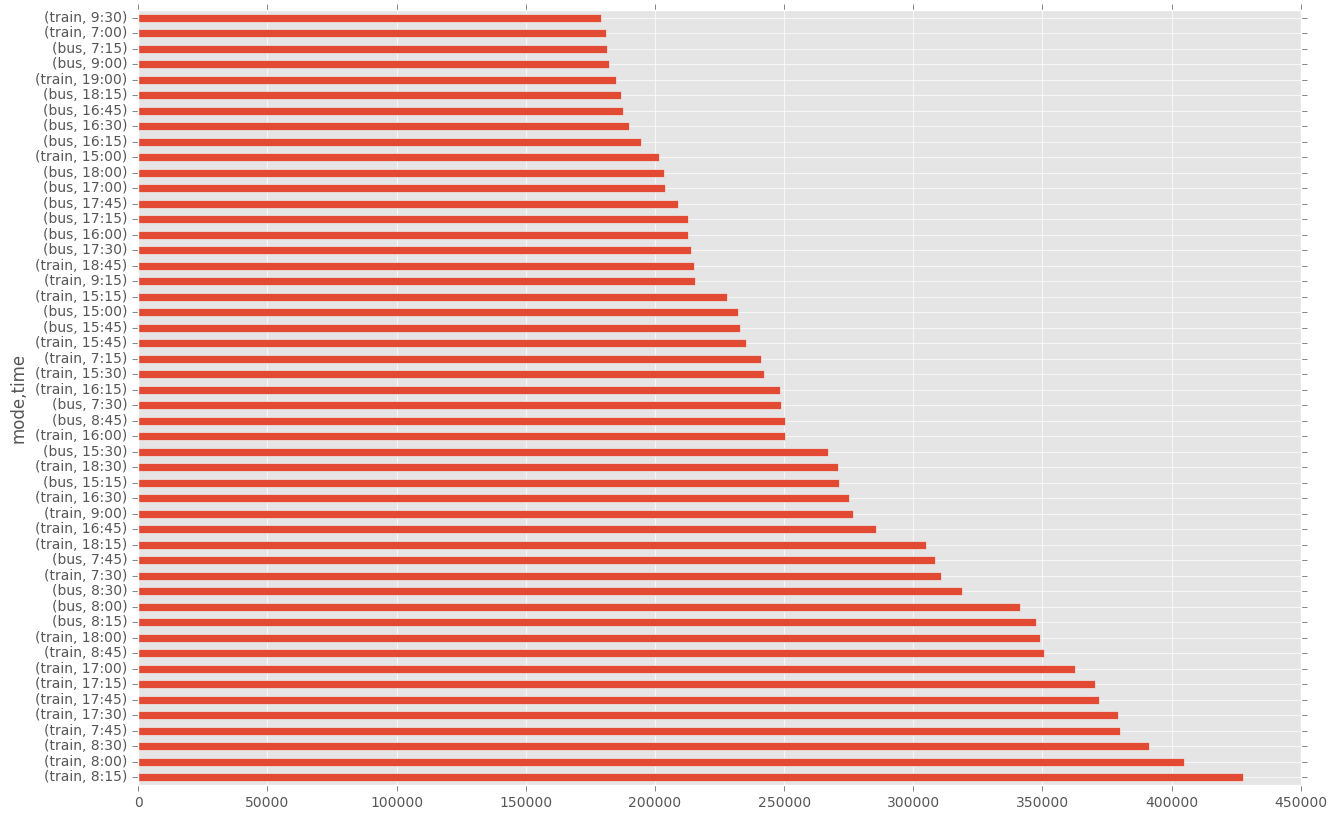 (train, 9:30)
(train, 7:00)
(bus, 7:15)
(bus, 9:00)
(train, 19:00)
(bus, 18:15)
(bus, 16:45)
(bus, 16:30)
(bus, 16:15)
(train, 15:00)
(bus, 18:00)
(bus, 17:00)
(bus, 17:45)
(bus, 17:15)
(bus, 16:00)
(bus, 17:30)
(train, 18:45)
(train, 9:15)
(train, 15:15)
(bus, 15:00)
(bus, 15:45)
(train, 15:45)
(train, 7:15)
(train, 15:30)
(train, 16:15)
(bus, 7:30)
(bus, 8:45)
(train, 16:00)
(bus, 15:30)
(train, 18:30)
(bus, 15:15)
(train, 16:30)
(train, 9:00)
(train, 16:45)
(train, 18:15)
(bus, 7:45)
(train, 7:30)
(bus, 8:30)
(bus, 8:00)
(bus, 8:15)
(train, 18:00)
(train, 8:45)
(train, 17:00)
(train, 17:15)
(train, 17:45)
(train, 17:30)
(train, 7:45)
(train, 8:30)
(train, 8:00)
(train, 8:15)
mode,time
0 50000 100000 150000 200000 250000 300000 350000 400000 450000